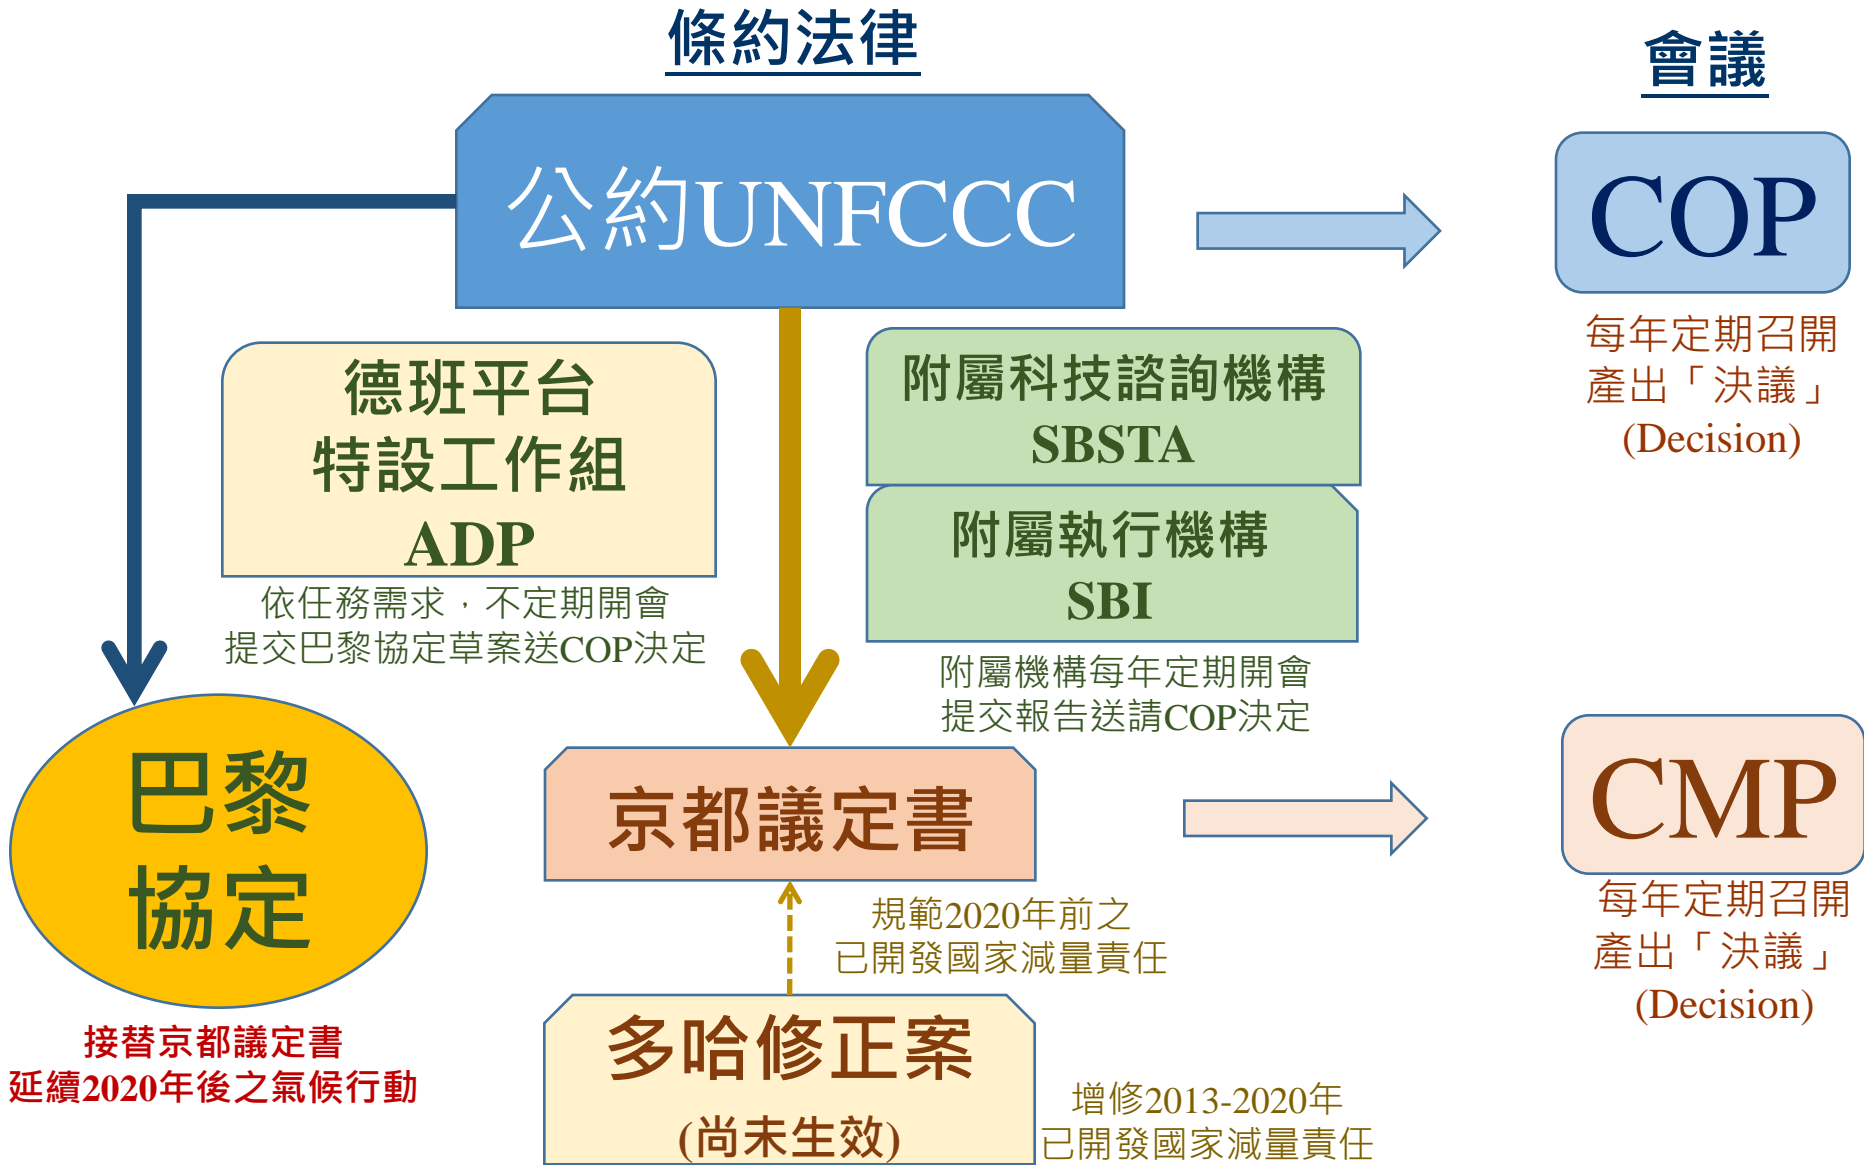 條約法律
會議
公約UNFCCC
COP
每年定期召開
產出「決議」
(Decision)
德班平台
特設工作組
ADP
依任務需求，不定期開會
提交巴黎協定草案送COP決定
附屬科技諮詢機構
SBSTA
附屬執行機構
SBI
附屬機構每年定期開會
提交報告送請COP決定
巴黎
協定
接替京都議定書
延續2020年後之氣候行動
京都議定書
規範2020年前之
已開發國家減量責任
多哈修正案
(尚未生效)
增修2013-2020年
已開發國家減量責任
CMP
每年定期召開
產出「決議」
(Decision)